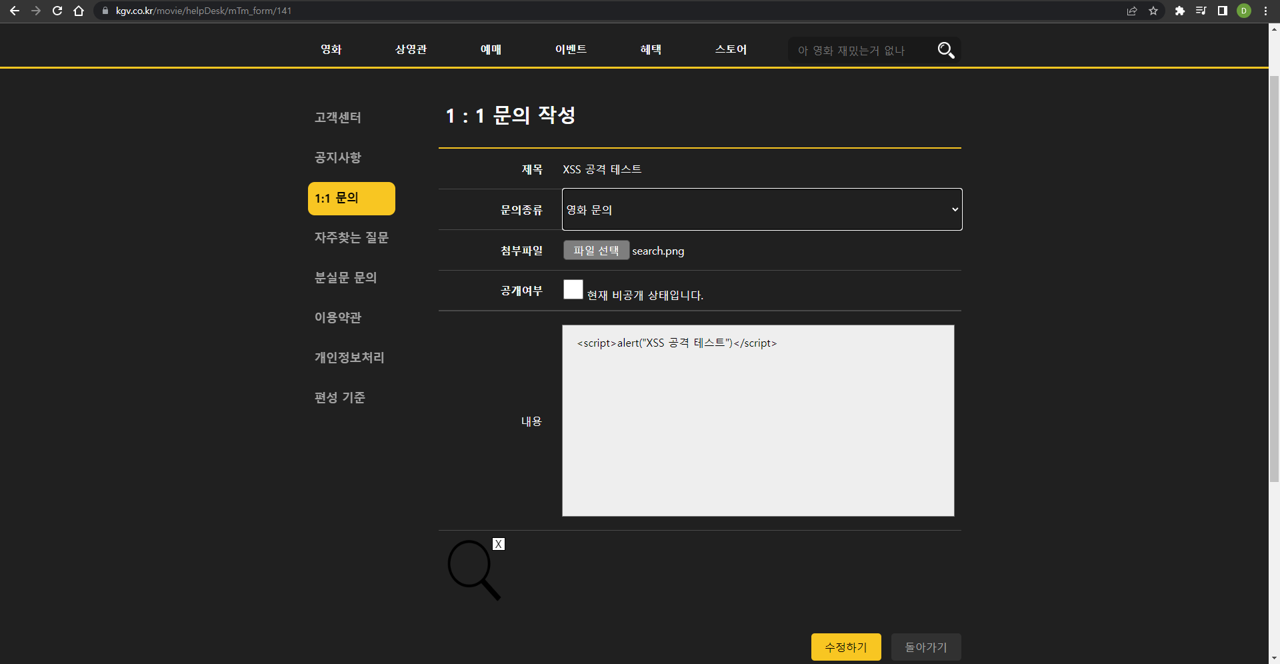 kgv.co.kr/movie/helpDesk/mTm_form/141
D
영화 상영관 예매 이벤트 혜택 스토어 아 영화 재밌는거 없나
고객센터
공지사항
1:1 문의
자주찾는 질문
분실문 문의
이용약관
개인정보처리
편성 기준
1 : 1 문의 작성
제목 XSS 공격 테스트
문의종류 영화 문의
첨부파일 파일 선택 search.png
공개여부 현재 비공개 상태입니다.
내용 <script>alert("XSS 공격 테스트")</script>
X
수정하기 돌아가기